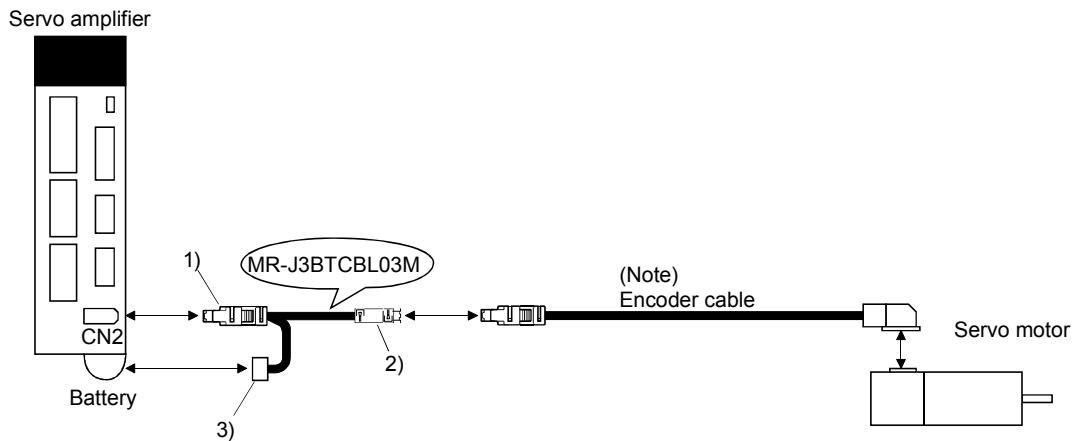 Servo amplifier
1)
MR-J3BTCBL03M
(Note)
Encoder cable
CN2
2)
Servo motor
Battery
3)